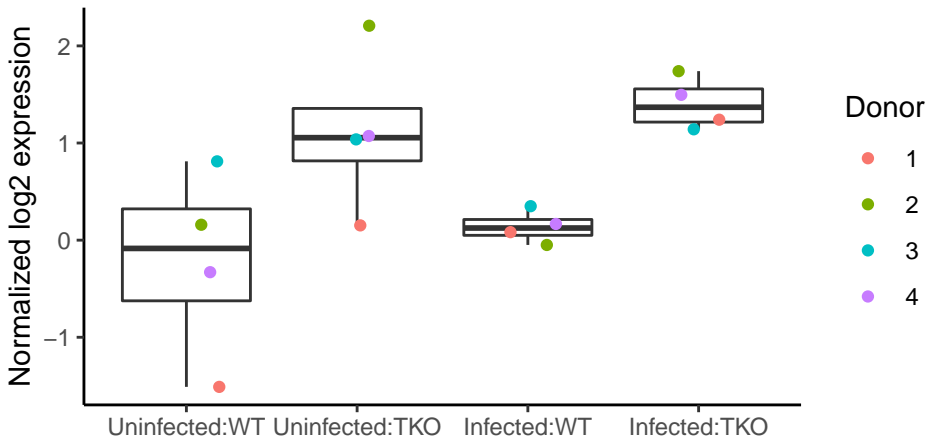 Normalized log2 expression
2
1
0
−1
Uninfected:WT Uninfected:TKO Infected:WT Infected:TKO
Donor
1
2
3
4